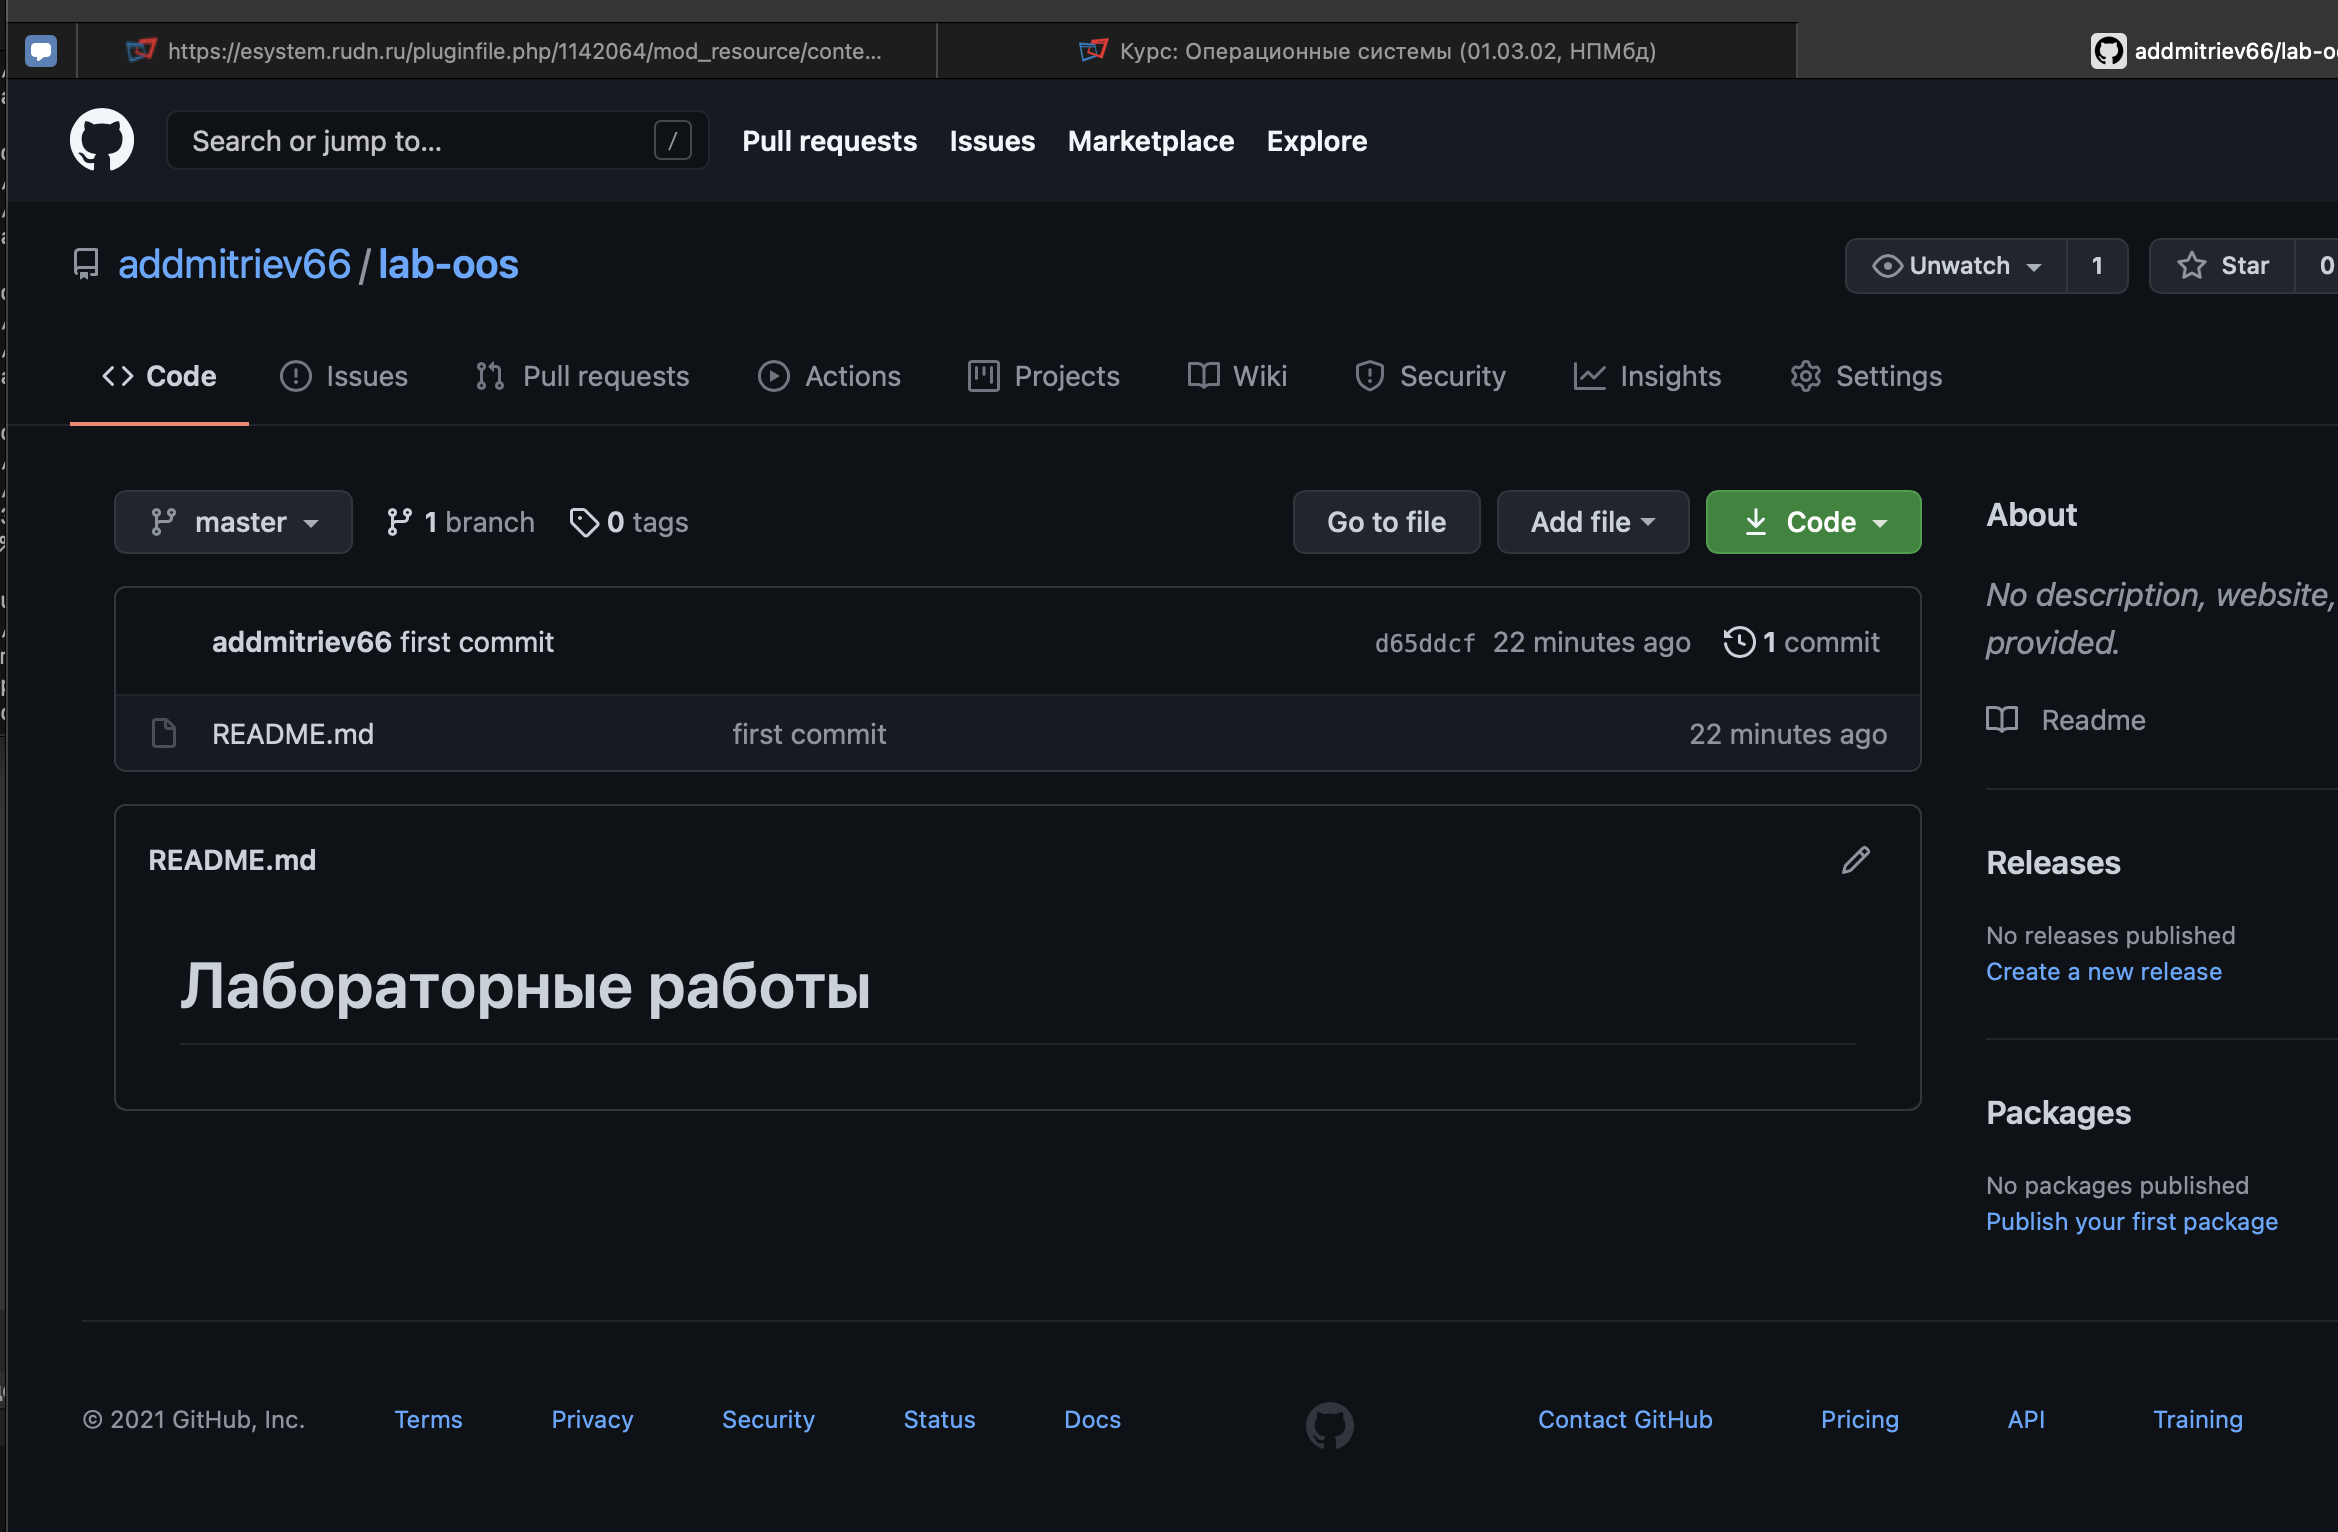 https://esystem.rudn.ru/pluginfile.php/1142064/mod_resource/conte...
Курс: Операционные системы (01.03.02, НПМбд)
addmitriev66/lab-o
Search or jump to...
/
Pull requests
Issues
Marketplace
Explore
addmitriev66 / lab-oos
Unwatch
1
Star
0
Code
Issues
Pull requests
Actions
Projects
Wiki
Security
Insights
Settings
master
1 branch
0 tags
Go to file
Add file
Code
About
No description, website,
provided.
addmitriev66 first commit
d65ddcf
22 minutes ago
1 commit
README.md
first commit
22 minutes ago
Readme
README.md
Лабораторные работы
Releases
No releases published
Create a new release
Packages
No packages published
Publish your first package
© 2021 GitHub, Inc.
Terms
Privacy
Security
Status
Docs
Contact GitHub
Pricing
API
Training